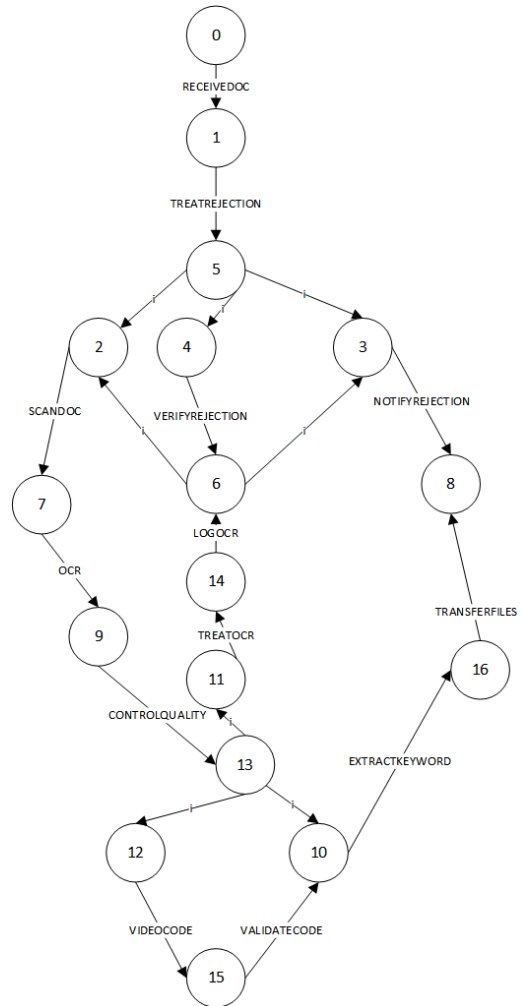 0
RECEIVEDOC
1
TREATREJECTION
5
i
i
i
2
4
3
SCANDOC
VERIFYREJECTION
NOTIFYREJECTION
i
i
7
6
8
LOGOCR
OCR
14
TRANSFERFILES
9
TREATOCR
16
11
CONTROLQUALITY
i
13
EXTRACTKEYWORD
i
i
12
10
VIDEOCODE
VALIDATECODE
15